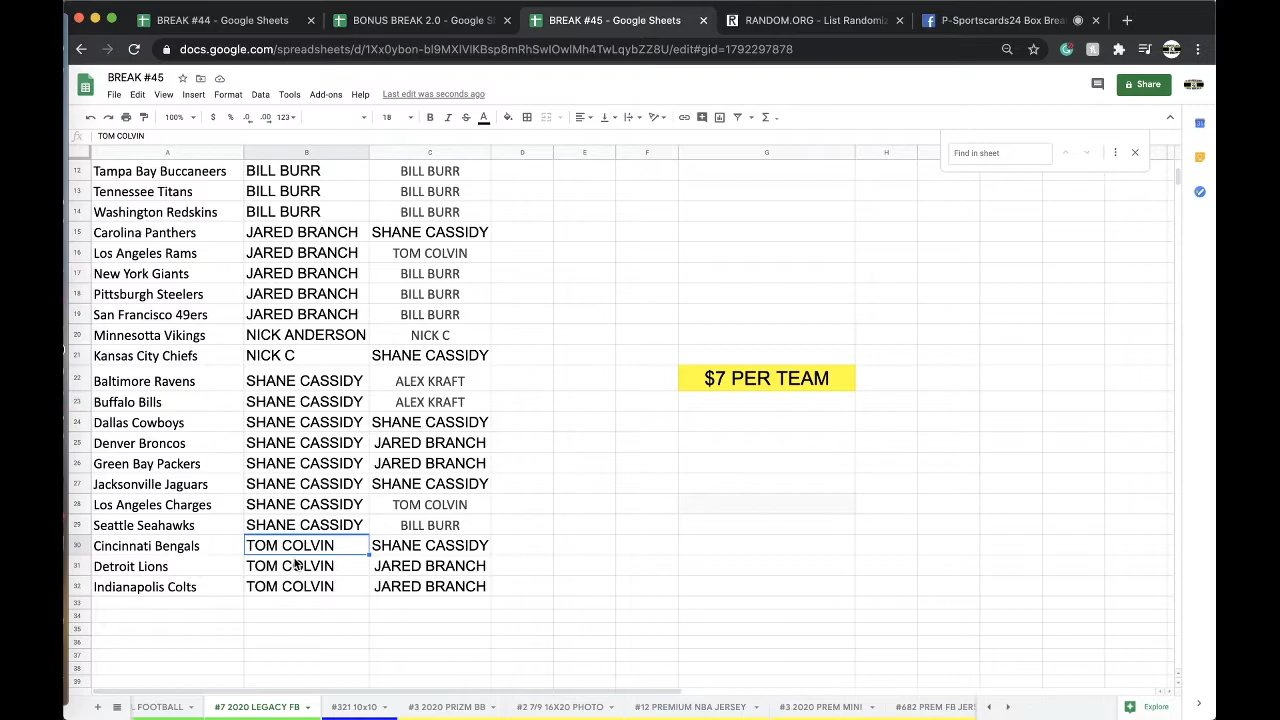 BREAK #44 - Google Sheets
BONUS BREAK 2.0 - Google S
BREAK #45 - Google Sheets
RANDOM.ORG - List Randomiz
P-Sportscards24 Box Brea
BREAK #45
File Edit View Insert Format Data Tools Add-ons Help Last edit was seconds ago
Share
100% $ % .0 .00 123 18 B I S A
fx TOM COLVIN
Find in sheet
A B C D E F G H
12 Tampa Bay Buccaneers BILL BURR BILL BURR
13 Tennessee Titans BILL BURR BILL BURR
14 Washington Redskins BILL BURR BILL BURR
15 Carolina Panthers JARED BRANCH SHANE CASSIDY
16 Los Angeles Rams JARED BRANCH TOM COLVIN
17 New York Giants JARED BRANCH BILL BURR
18 Pittsburgh Steelers JARED BRANCH BILL BURR
19 San Francisco 49ers JARED BRANCH BILL BURR
20 Minnesotta Vikings NICK ANDERSON NICK C
21 Kansas City Chiefs NICK C SHANE CASSIDY
22 Baltimore Ravens SHANE CASSIDY ALEX KRAFT $7 PER TEAM
23 Buffalo Bills SHANE CASSIDY ALEX KRAFT
24 Dallas Cowboys SHANE CASSIDY SHANE CASSIDY
25 Denver Broncos SHANE CASSIDY JARED BRANCH
26 Green Bay Packers SHANE CASSIDY JARED BRANCH
27 Jacksonville Jaguars SHANE CASSIDY SHANE CASSIDY
28 Los Angeles Charges SHANE CASSIDY TOM COLVIN
29 Seattle Seahawks SHANE CASSIDY BILL BURR
30 Cincinnati Bengals TOM COLVIN SHANE CASSIDY
31 Detroit Lions TOM COLVIN JARED BRANCH
32 Indianapolis Colts TOM COLVIN JARED BRANCH
33
34
35
36
37
38
39
FOOTBALL #7 2020 LEGACY FB #321 10x10 #3 2020 PRIZM BB #2 7/9 16X20 PHOTO #12 PREMIUM NBA JERSEY #3 2020 PREM MINI #682 PREM FB JER Explore